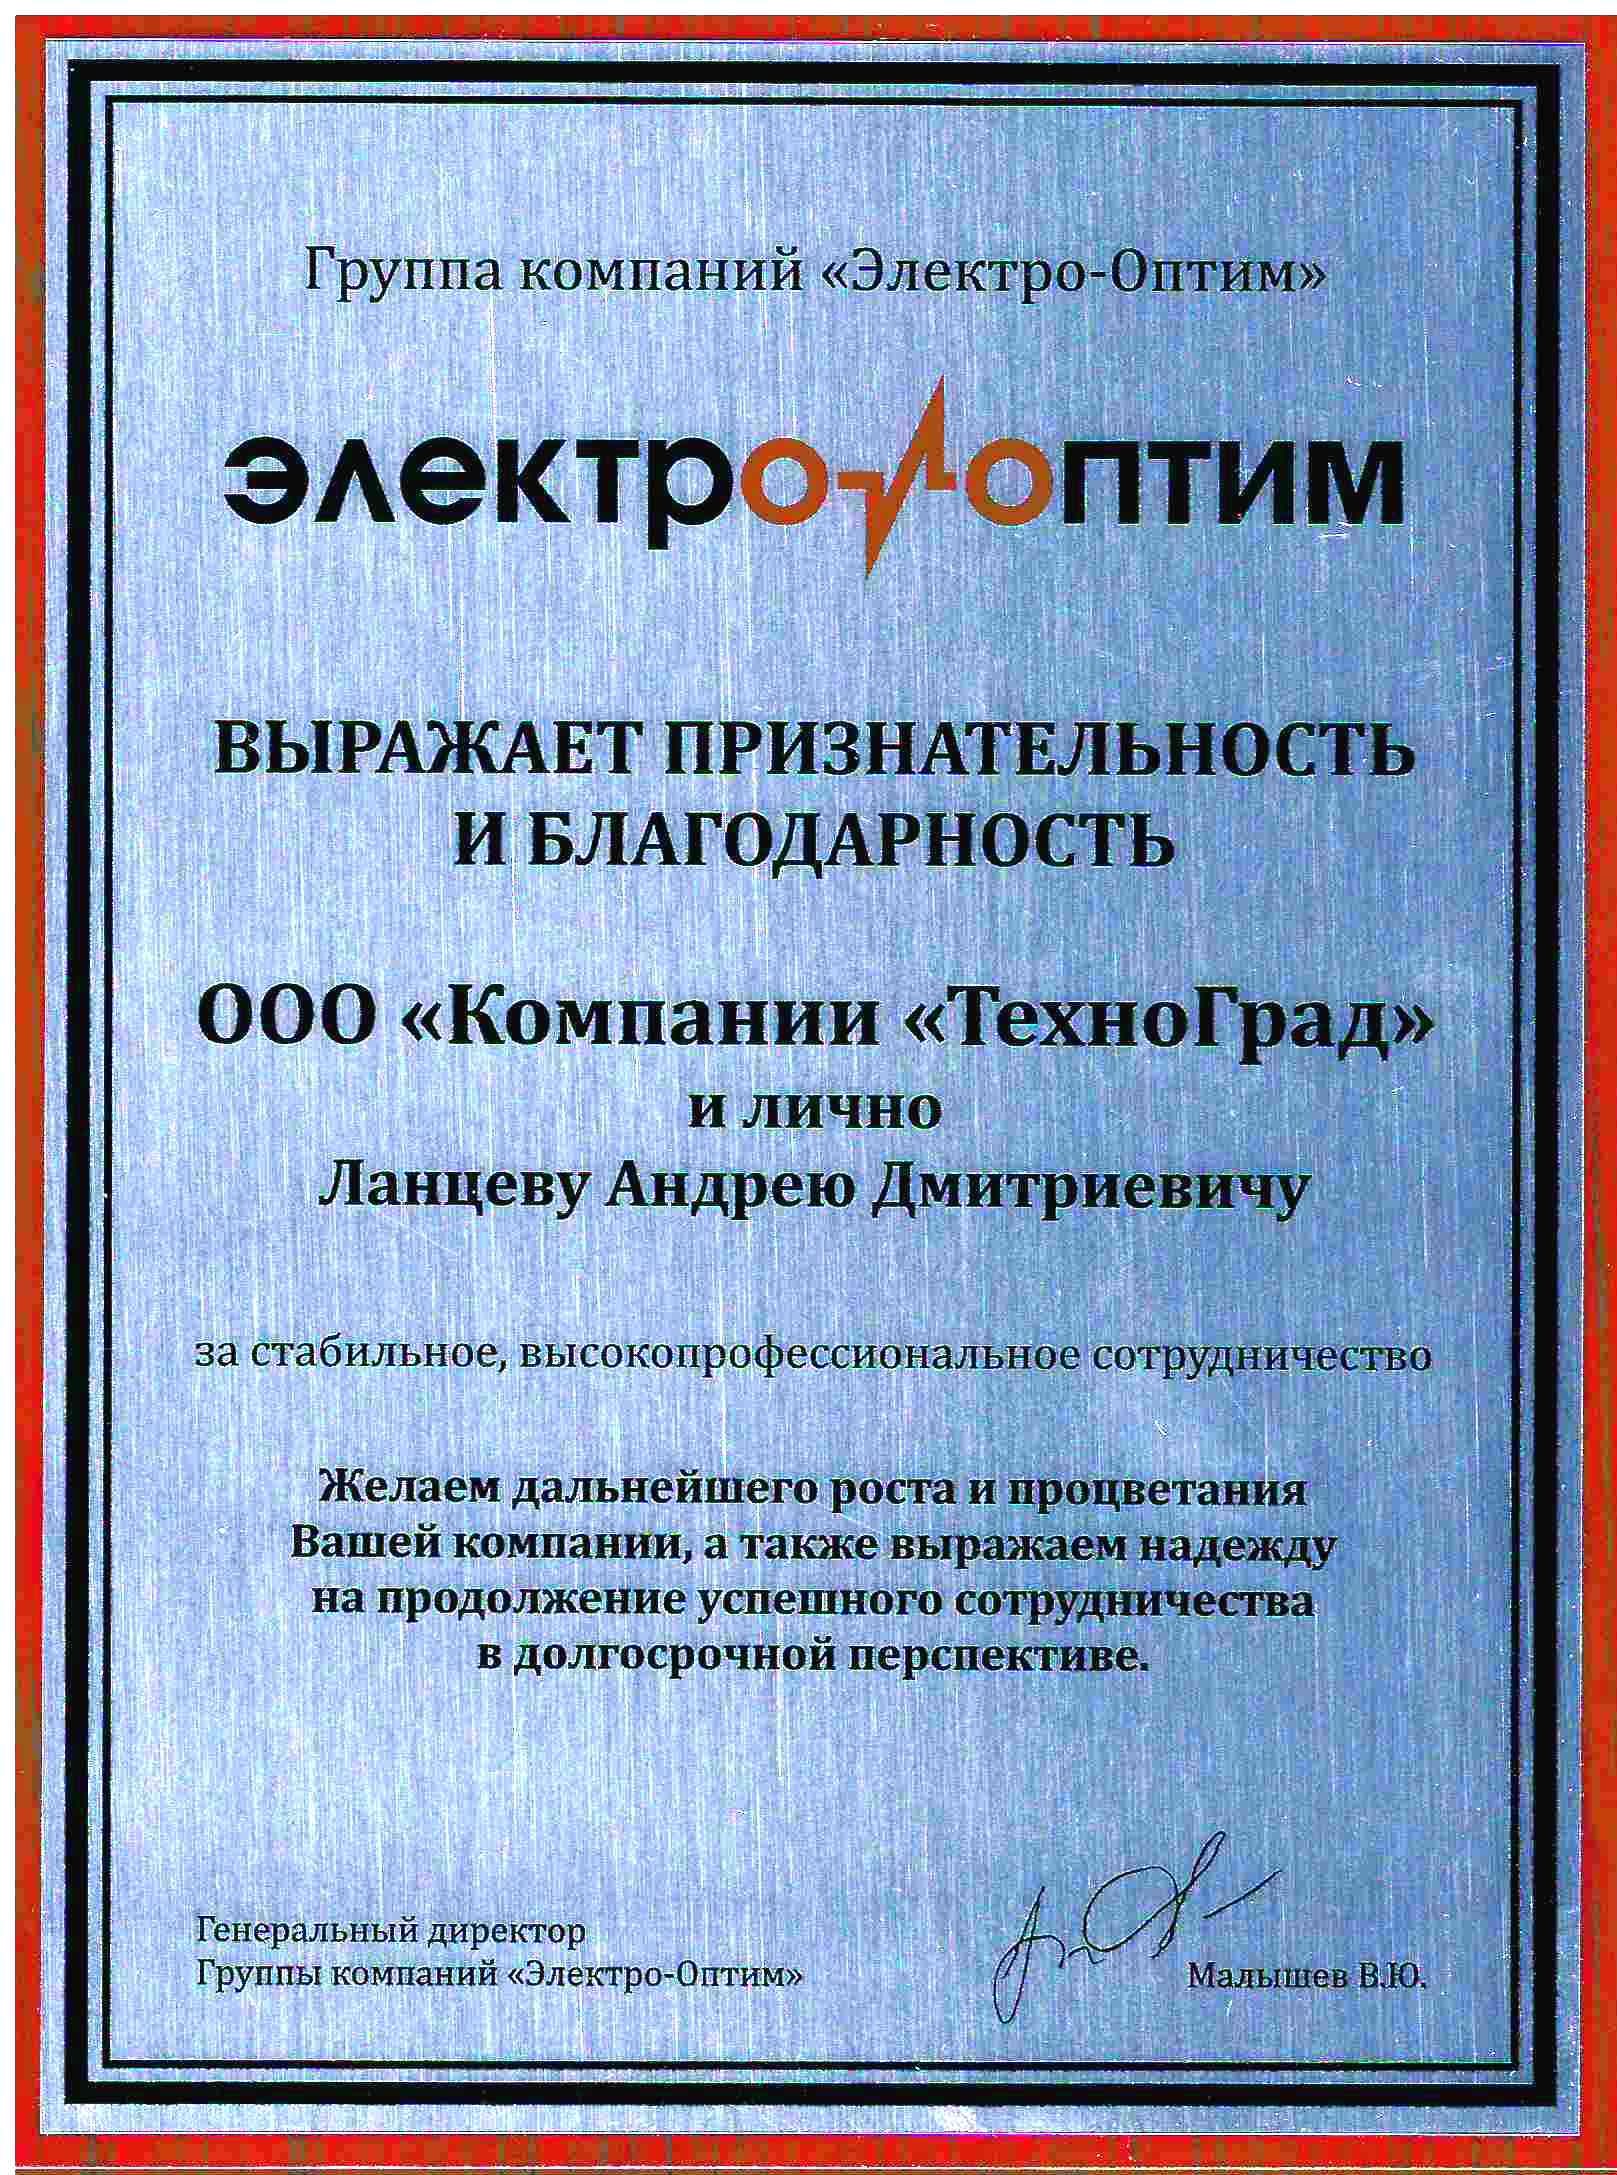 Группа компаний «Электро-Оптим»
электро-оптим
ВЫРАЖАЕТ ПРИЗНАТЕЛЬНОСТЬ
И БЛАГОДАРНОСТЬ
ООО «Компании «ТехноГрад»
и лично
Ланцеву Андрею Дмитриевичу
за стабильное, высокопрофессиональное сотрудничество
Желаем дальнейшего роста и процветания
Вашей компании, а также выражаем надежду
на продолжение успешного сотрудничества
в долгосрочной перспективе.
Генеральный директор
Группы компаний «Электро-Оптим»
Малышев В.Ю.